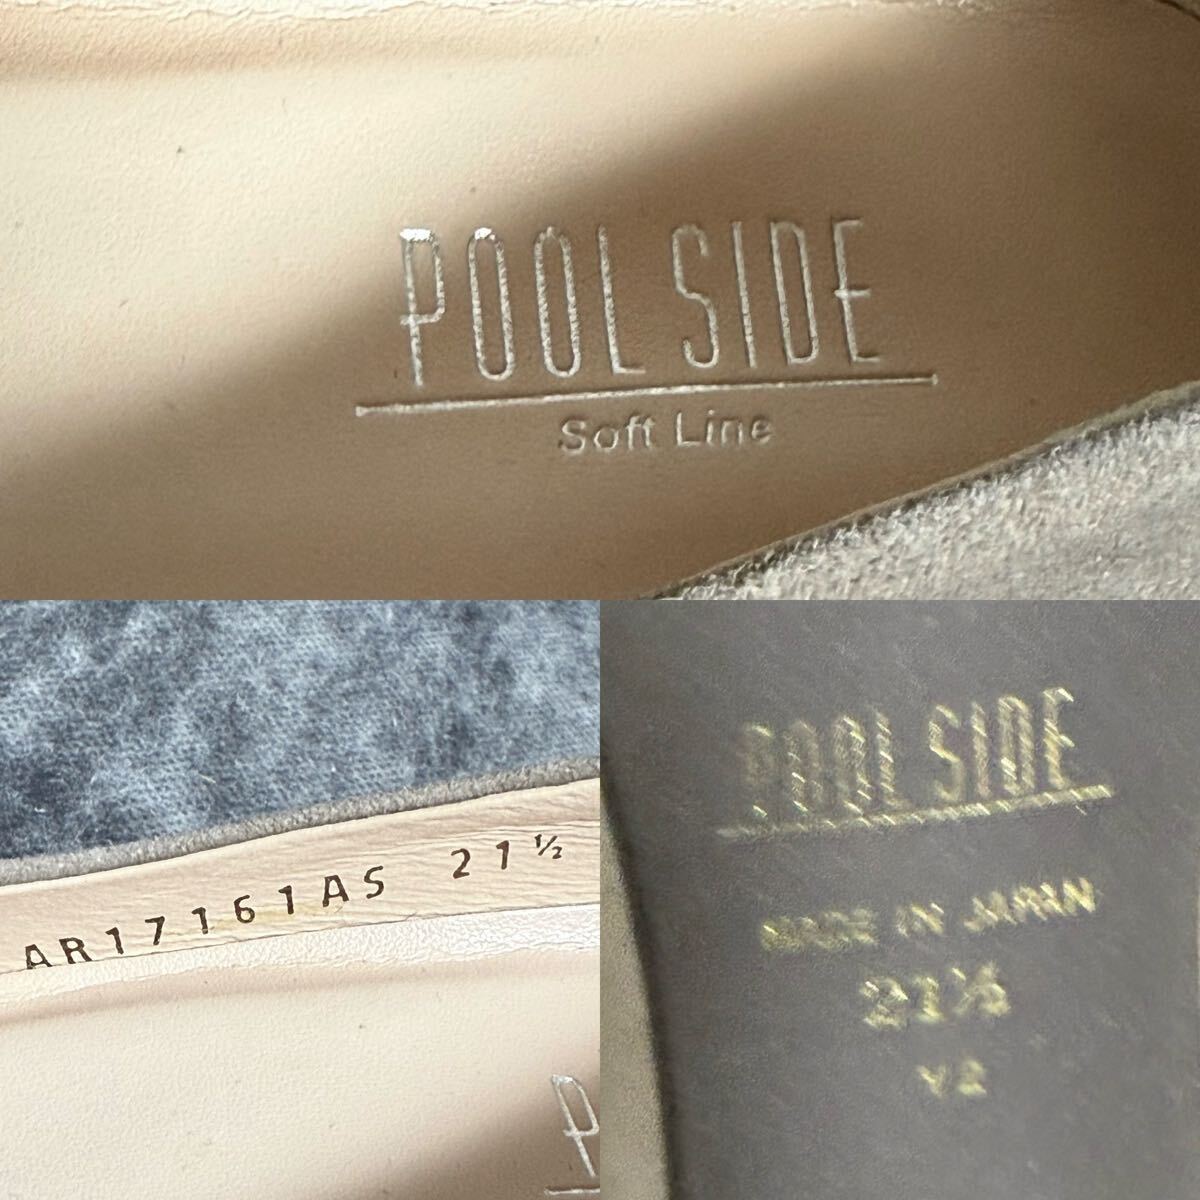 POOL SIDE
Soft Line
AR17161AS 21½
P
POOL SIDE
MADE IN JAPAN
21½